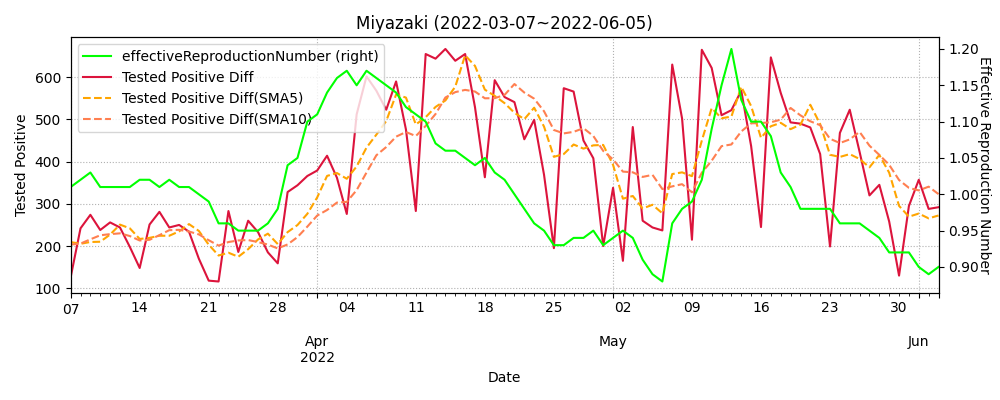 Miyazaki (2022-03-07~2022-06-05)
effectiveReproductionNumber (right)
Tested Positive Diff
Tested Positive Diff(SMA5)
Tested Positive Diff(SMA10)
Tested Positive
600
500
400
300
200
100
1.20
1.15
1.10
1.05
1.00
0.95
0.90
Effective Reproduction Number
07 14 21 28 04 11 18 25 02 09 16 23 30
Apr May Jun
2022
Date